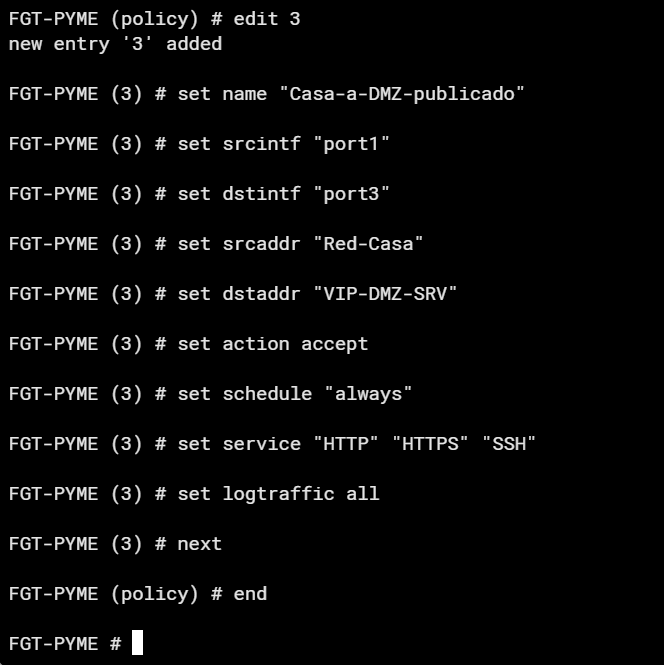 FGT-PYME (policy) # edit 3
new entry '3' added
FGT-PYME (3) # set name "Casa-a-DMZ-publicado"
FGT-PYME (3) # set srcintf "port1"
FGT-PYME (3) # set dstintf "port3"
FGT-PYME (3) # set srcaddr "Red-Casa"
FGT-PYME (3) # set dstaddr "VIP-DMZ-SRV"
FGT-PYME (3) # set action accept
FGT-PYME (3) # set schedule "always"
FGT-PYME (3) # set service "HTTP" "HTTPS" "SSH"
FGT-PYME (3) # set logtraffic all
FGT-PYME (3) # next
FGT-PYME (policy) # end
FGT-PYME #